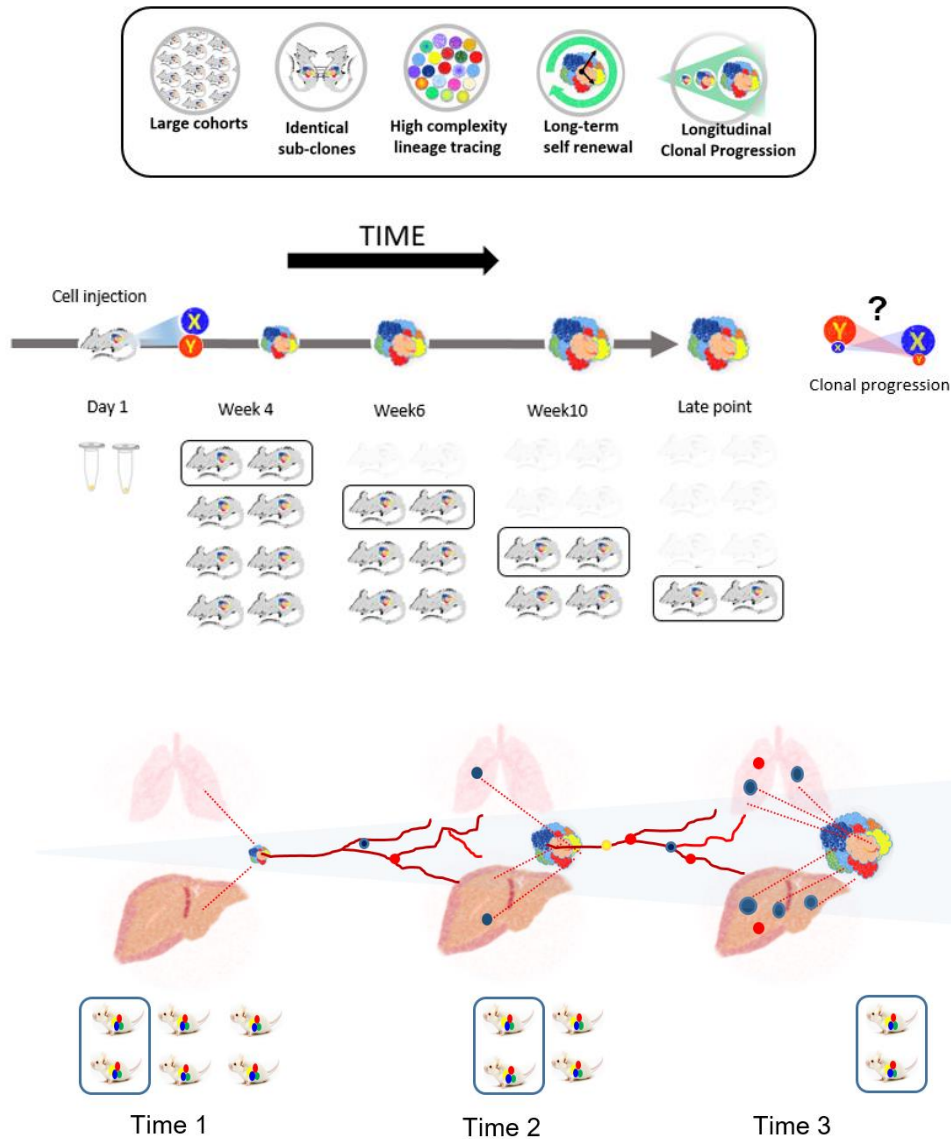 Large cohorts
Identical
sub-clones
High complexity
lineage tracing
Long-term
self renewal
Longitudinal
Clonal Progression
TIME
Cell injection
X
Y
?
Y
X
X
Y
Clonal progression
Day 1
Week 4
Week6
Week10
Late point
Time 1
Time 2
Time 3